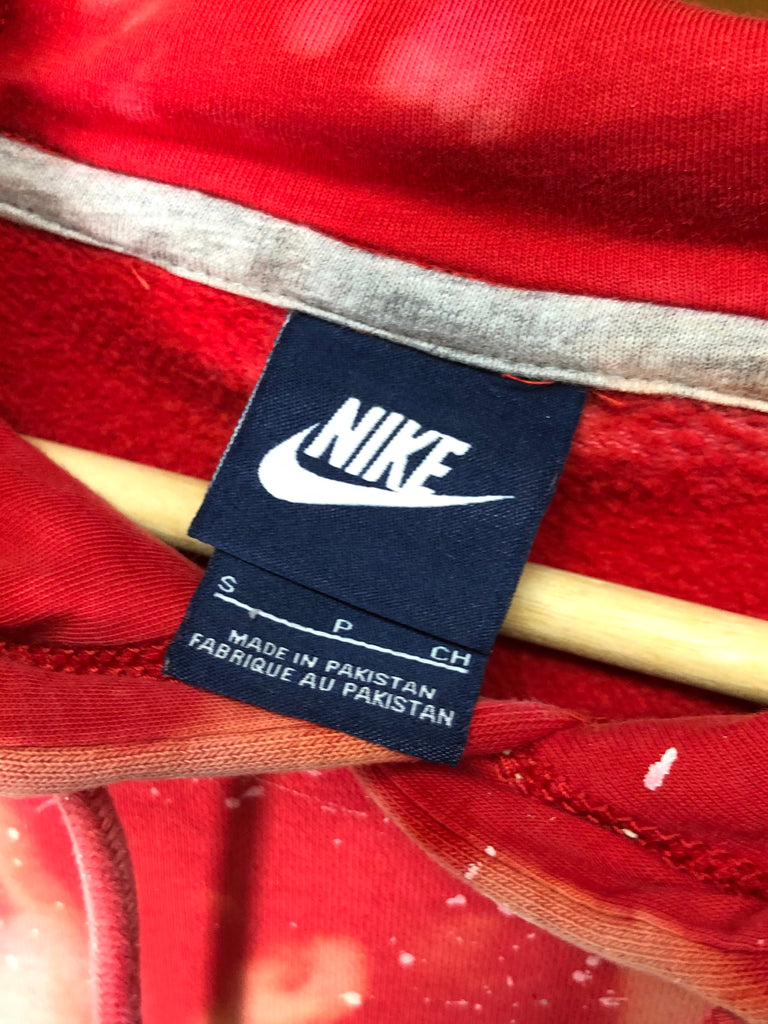 NIKE
S P CH
MADE IN PAKISTAN
FABRIQUE AU PAKISTAN